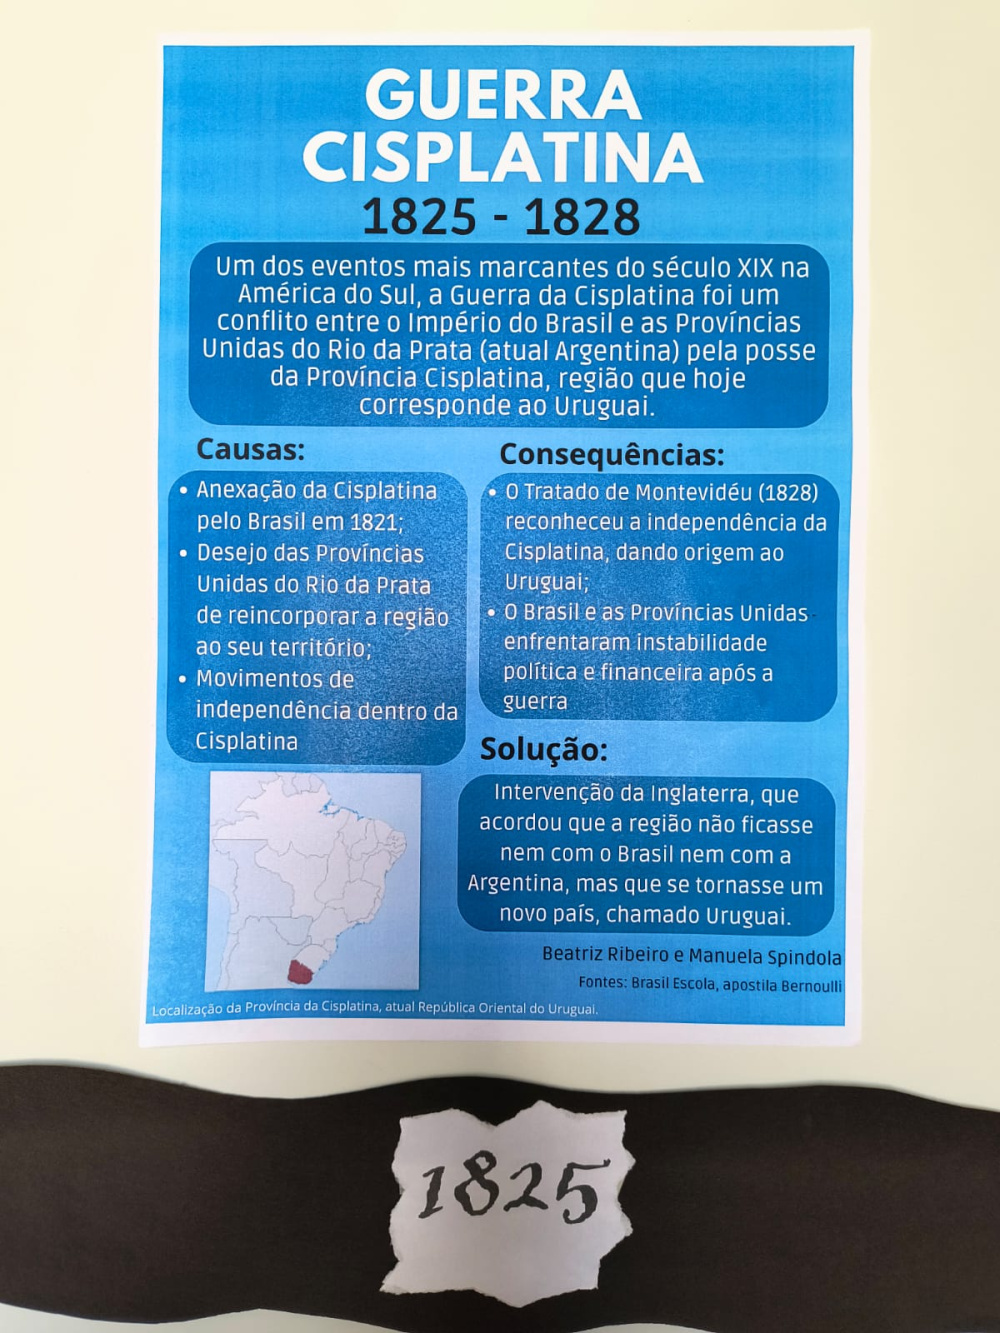 GUERRA
CISPLATINA
1825 - 1828
Um dos eventos mais marcantes do século XIX na
América do Sul, a Guerra da Cisplatina foi um
conflito entre o Império do Brasil e as Províncias
Unidas do Rio da Prata (atual Argentina) pela posse
da Província Cisplatina, região que hoje
corresponde ao Uruguai.
Causas:
• Anexação da Cisplatina
pelo Brasil em 1821;
• Desejo das Províncias
Unidas do Rio da Prata
de reincorporar a região
ao seu território;
• Movimentos de
independência dentro da
Cisplatina
Consequências:
• O Tratado de Montevidéu (1828)
reconheceu a independência da
Cisplatina, dando origem ao
Uruguai;
• O Brasil e as Províncias Unidas
enfrentaram instabilidade
política e financeira após a
guerra
Solução:
Intervenção da Inglaterra, que
acordou que a região não ficasse
nem com o Brasil nem com a
Argentina, mas que se tornasse um
novo país, chamado Uruguai.
Beatriz Ribeiro e Manuela Spindola
Fontes: Brasil Escola, apostila Bernoulli
Localização da Província da Cisplatina, atual República Oriental do Uruguai.
1825